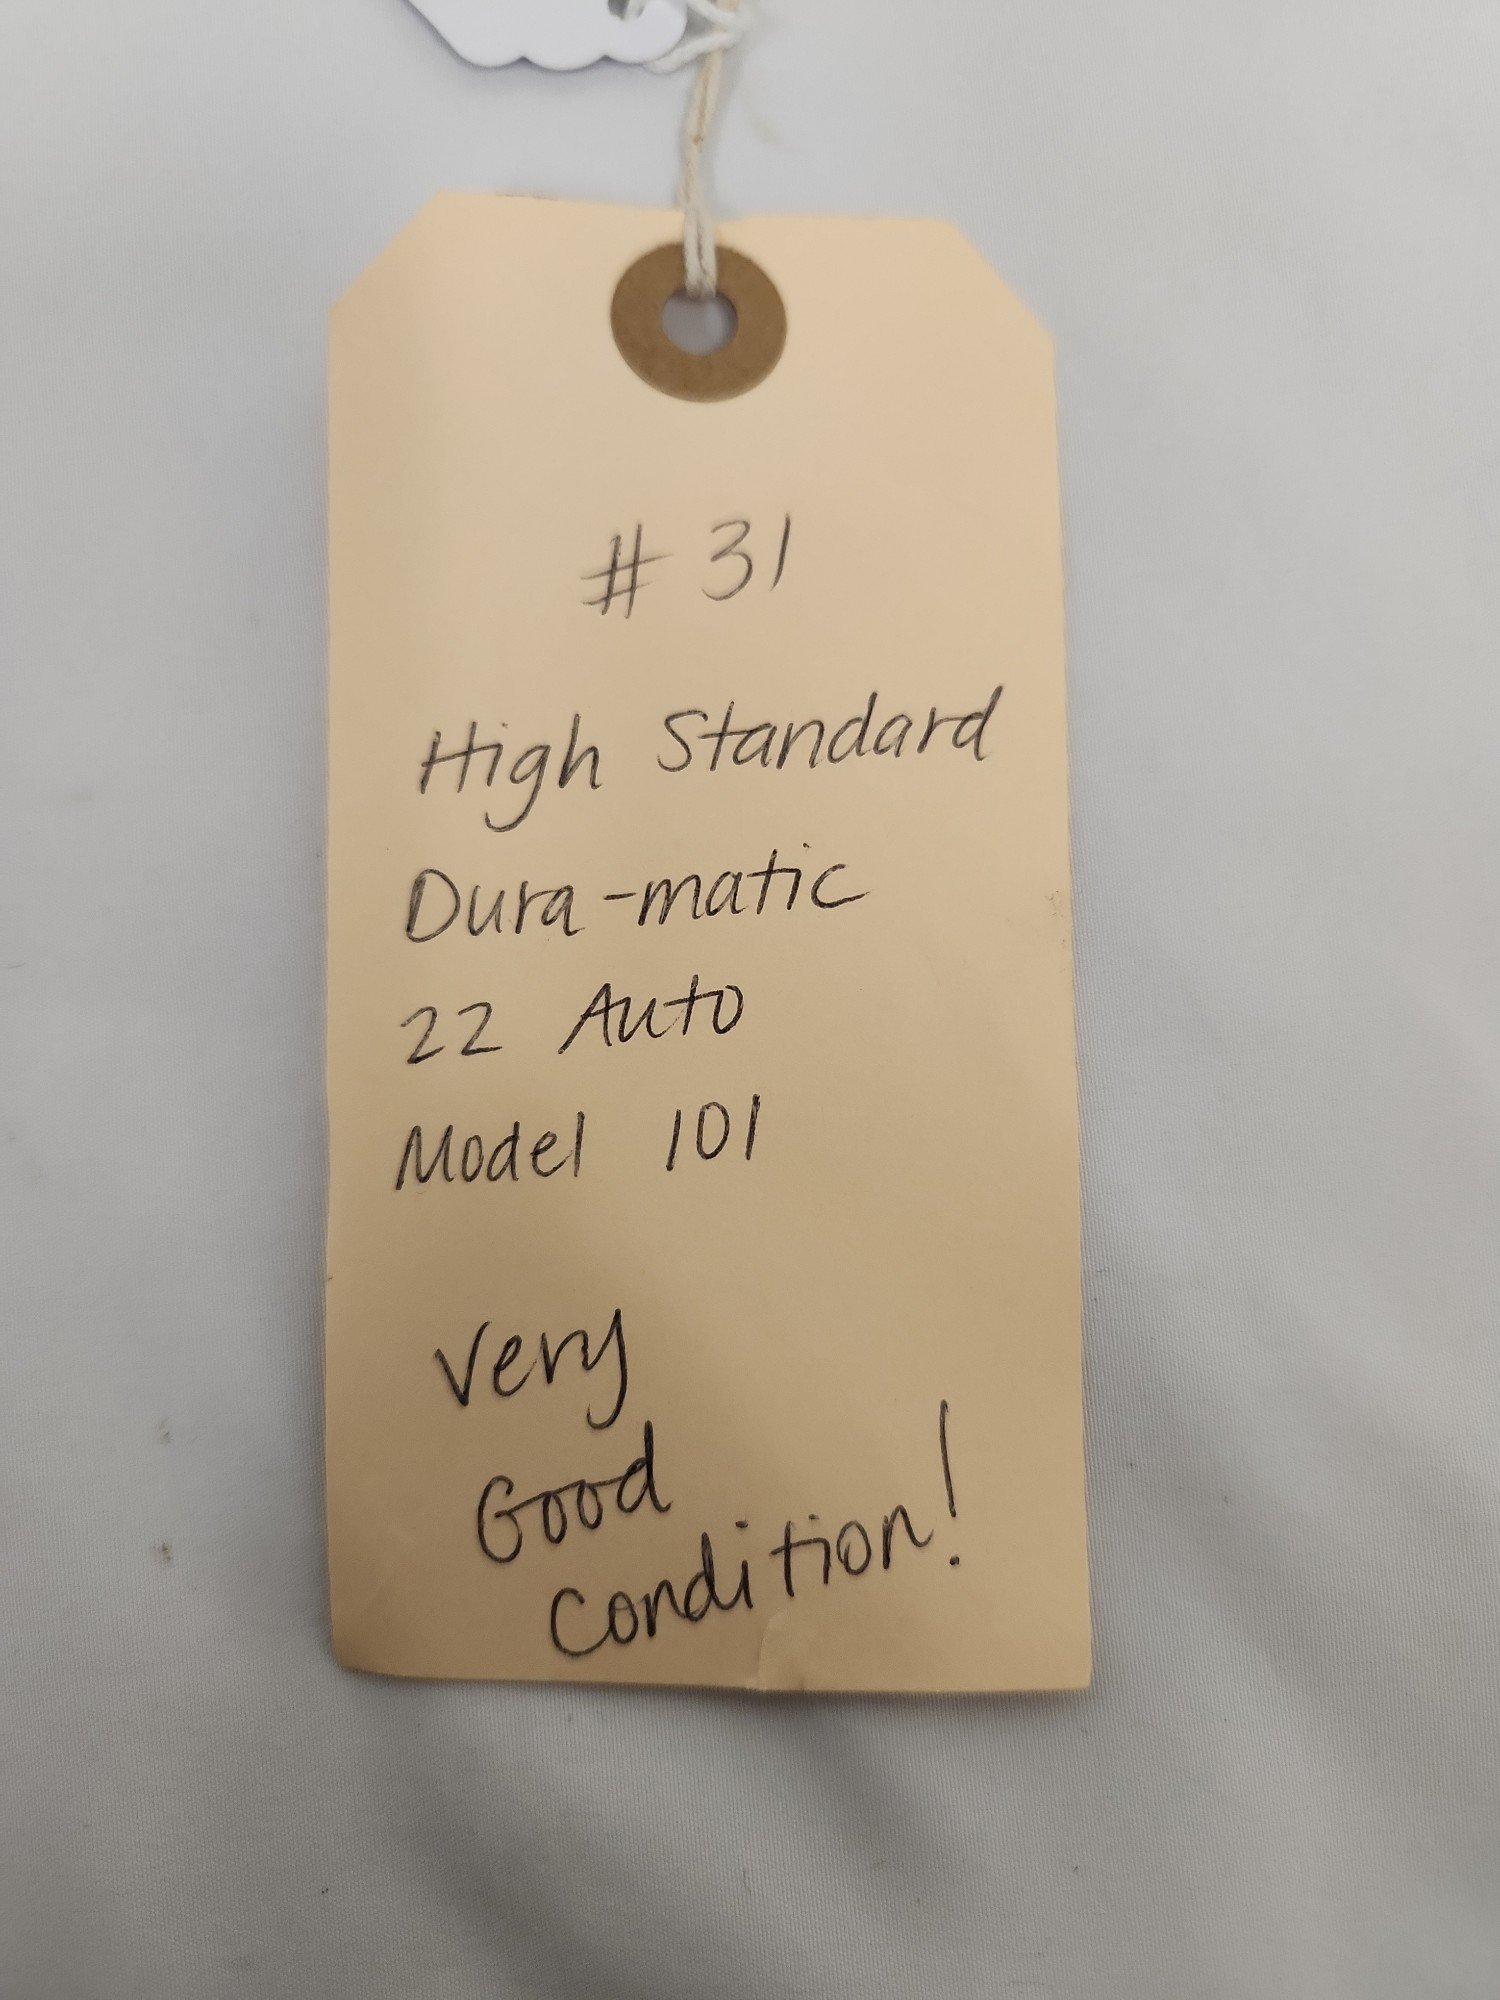 # 31
High Standard
Dura-matic
22 Auto
Model 101
Very
Good
Condition!